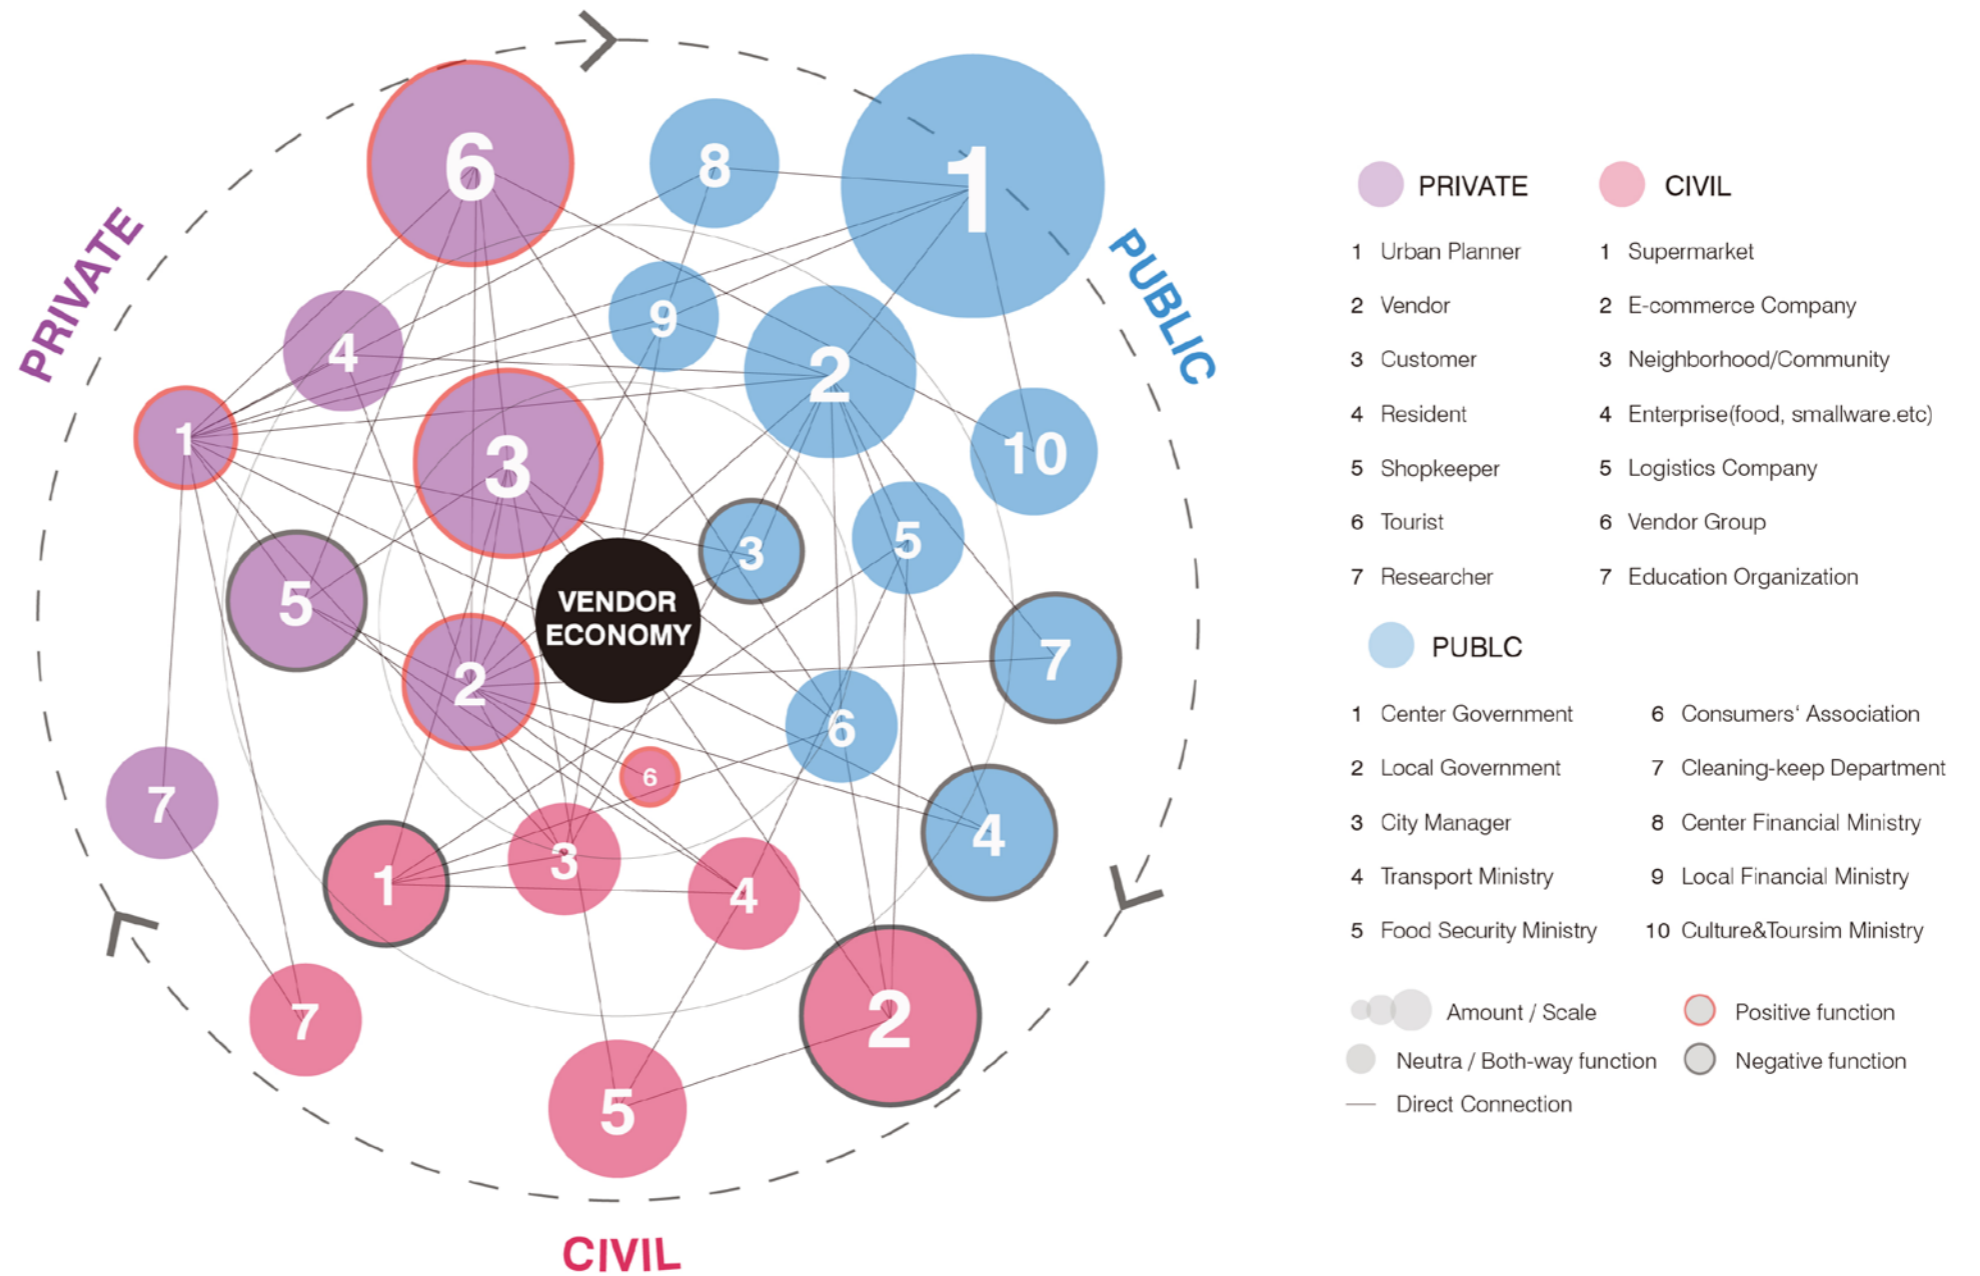 PRIVATE
PUBLIC
CIVIL
6
8
1
9
4
2
1
3
10
3
5
5
VENDOR
ECONOMY
7
2
6
6
7
4
3
1
4
7
2
5
PRIVATE
1 Urban Planner
2 Vendor
3 Customer
4 Resident
5 Shopkeeper
6 Tourist
7 Researcher
CIVIL
1 Supermarket
2 E-commerce Company
3 Neighborhood/Community
4 Enterprise(food, smallware.etc)
5 Logistics Company
6 Vendor Group
7 Education Organization
PUBLC
1 Center Government
2 Local Government
3 City Manager
4 Transport Ministry
5 Food Security Ministry
6 Consumers‘ Association
7 Cleaning-keep Department
8 Center Financial Ministry
9 Local Financial Ministry
10 Culture&Toursim Ministry
Amount / Scale
Positive function
Neutra / Both-way function
Negative function
Direct Connection